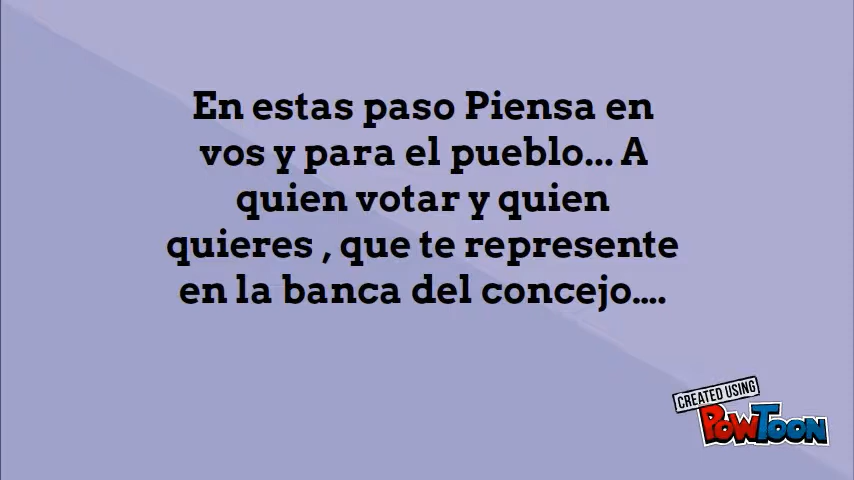 En estas paso Piensa en
vos y para el pueblo... A
quien votar y quien
quieres , que te represente
en la banca del concejo....
CREATED USING
POWTOON